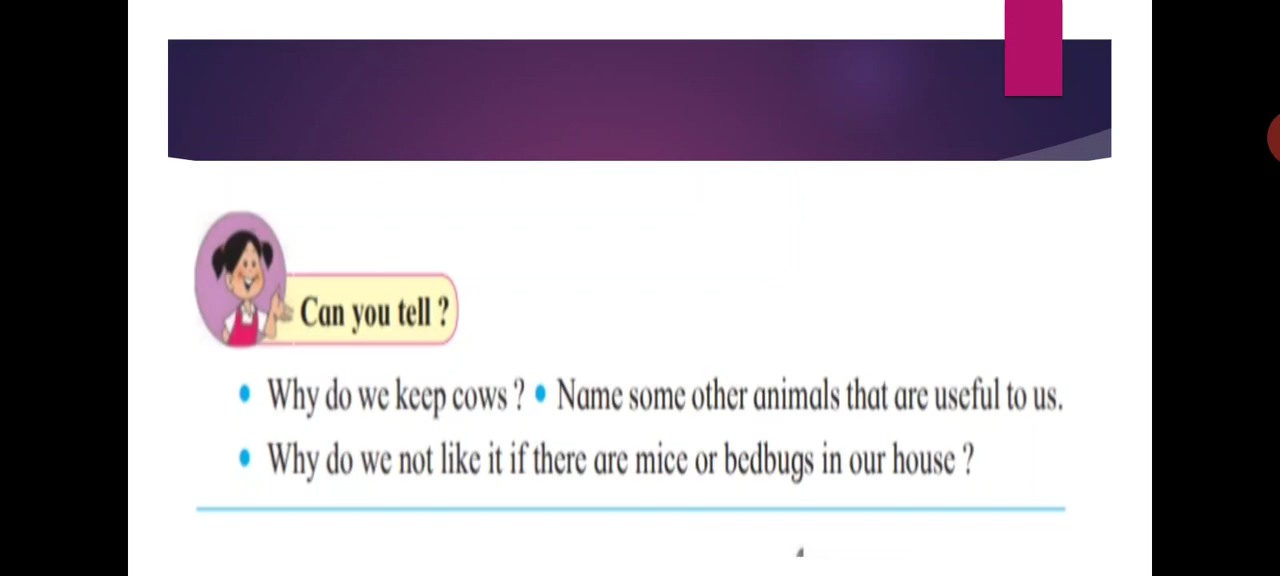 Can you tell ?
• Why do we keep cows ? • Name some other animals that are useful to us.
• Why do we not like it if there are mice or bedbugs in our house ?